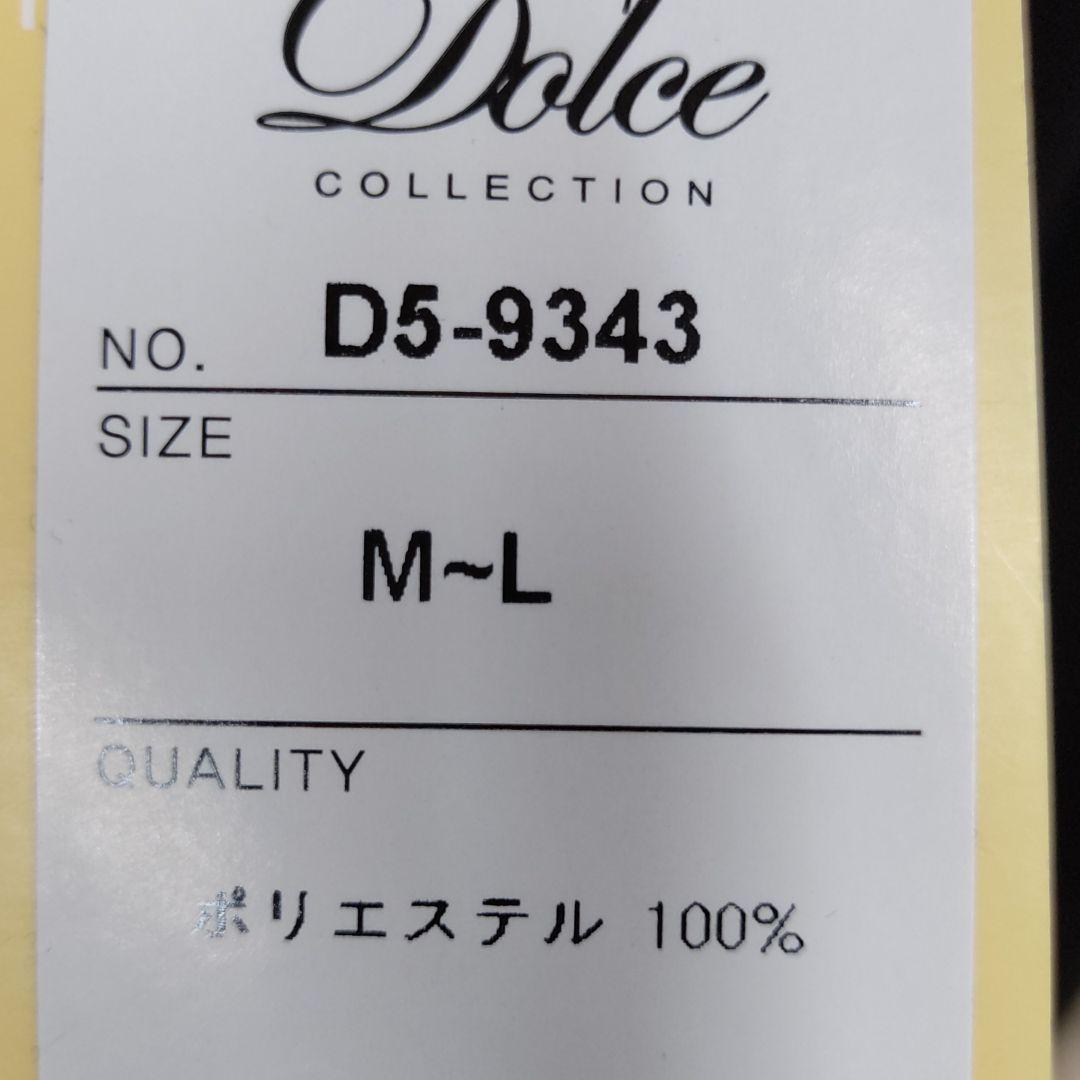 Dolce
COLLECTION
NO. D5-9343
SIZE
M~L
QUALITY
ポリエステル 100%